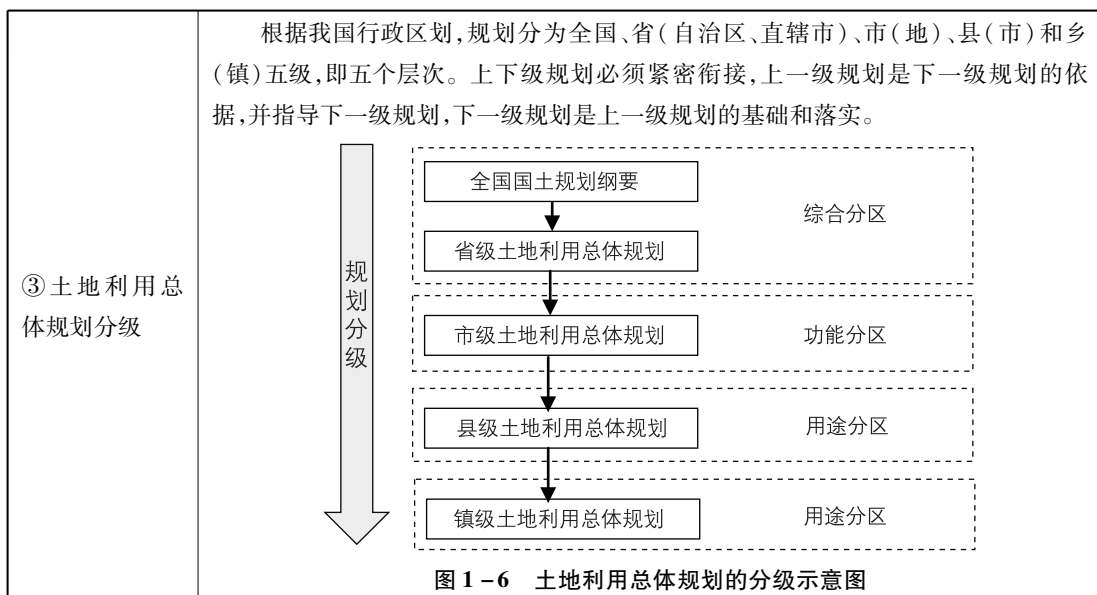 ③土地利用总
体规划分级
根据我国行政区划,规划分为全国、省(自治区、直辖市)、市(地)、县(市)和乡
(镇)五级,即五个层次。上下级规划必须紧密衔接,上一级规划是下一级规划的依
据,并指导下一级规划,下一级规划是上一级规划的基础和落实。
规划分级
全国国土规划纲要
综合分区
省级土地利用总体规划
市级土地利用总体规划
功能分区
县级土地利用总体规划
用途分区
镇级土地利用总体规划
用途分区
图1-6 土地利用总体规划的分级示意图